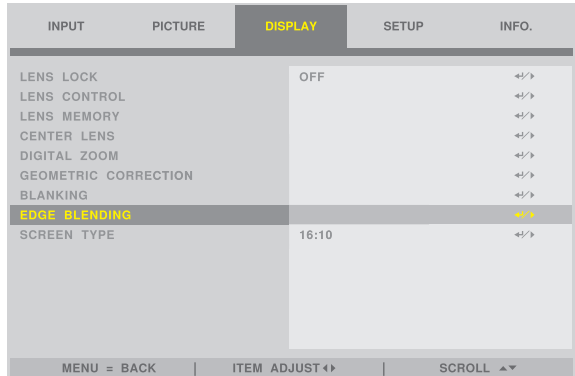 INPUT PICTURE DISPLAY SETUP INFO.
LENS LOCK OFF
LENS CONTROL
LENS MEMORY
CENTER LENS
DIGITAL ZOOM
GEOMETRIC CORRECTION
BLANKING
EDGE BLENDING
SCREEN TYPE 16:10
MENU = BACK | ITEM ADJUST | SCROLL